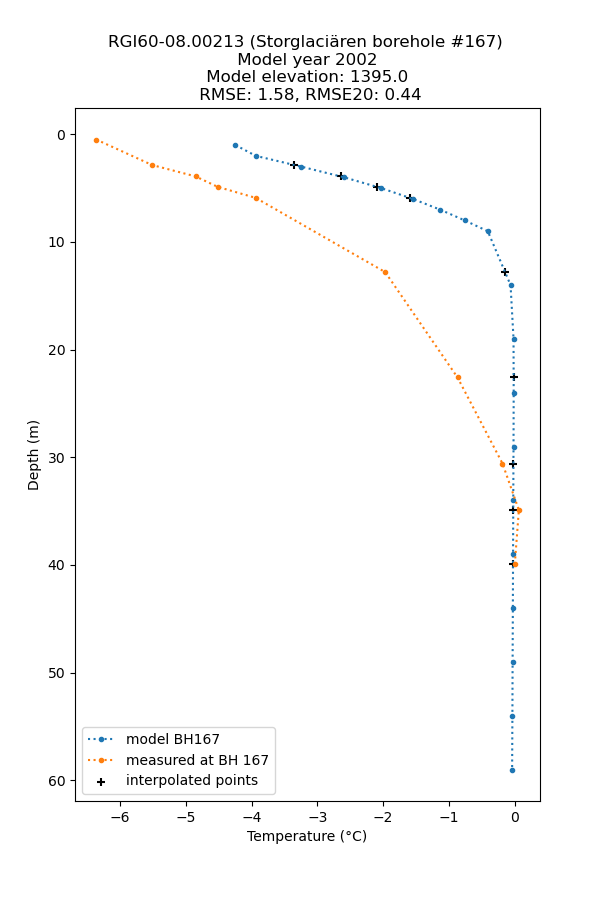 RGI60-08.00213 (Storglaciären borehole #167)
Model year 2002
Model elevation: 1395.0
RMSE: 1.58, RMSE20: 0.44
0
10
20
30
40
50
60
Depth (m)
model BH167
measured at BH 167
interpolated points
−6 −5 −4 −3 −2 −1 0
Temperature (°C)